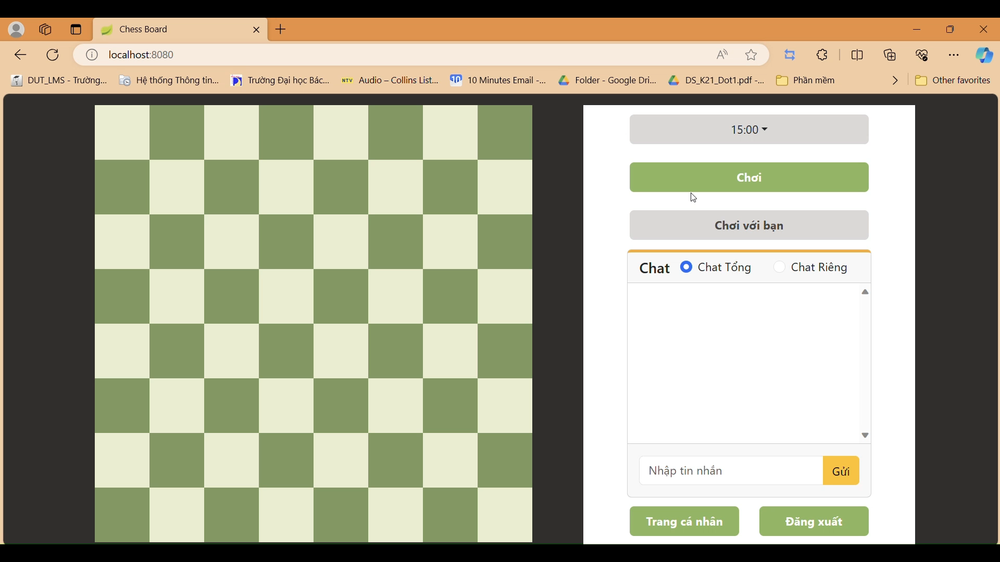 Chess Board
localhost:8080
DUT_LMS - Trường... Hệ thống Thông tin... Trường Đại học Bác... NTV Audio – Collins List... 10 10 Minutes Email -... Folder - Google Dri... DS_K21_Dot1.pdf -... Phần mềm Other favorites
15:00
Chơi
Chơi với bạn
Chat Chat Tổng Chat Riêng
Nhập tin nhắn Gửi
Trang cá nhân Đăng xuất